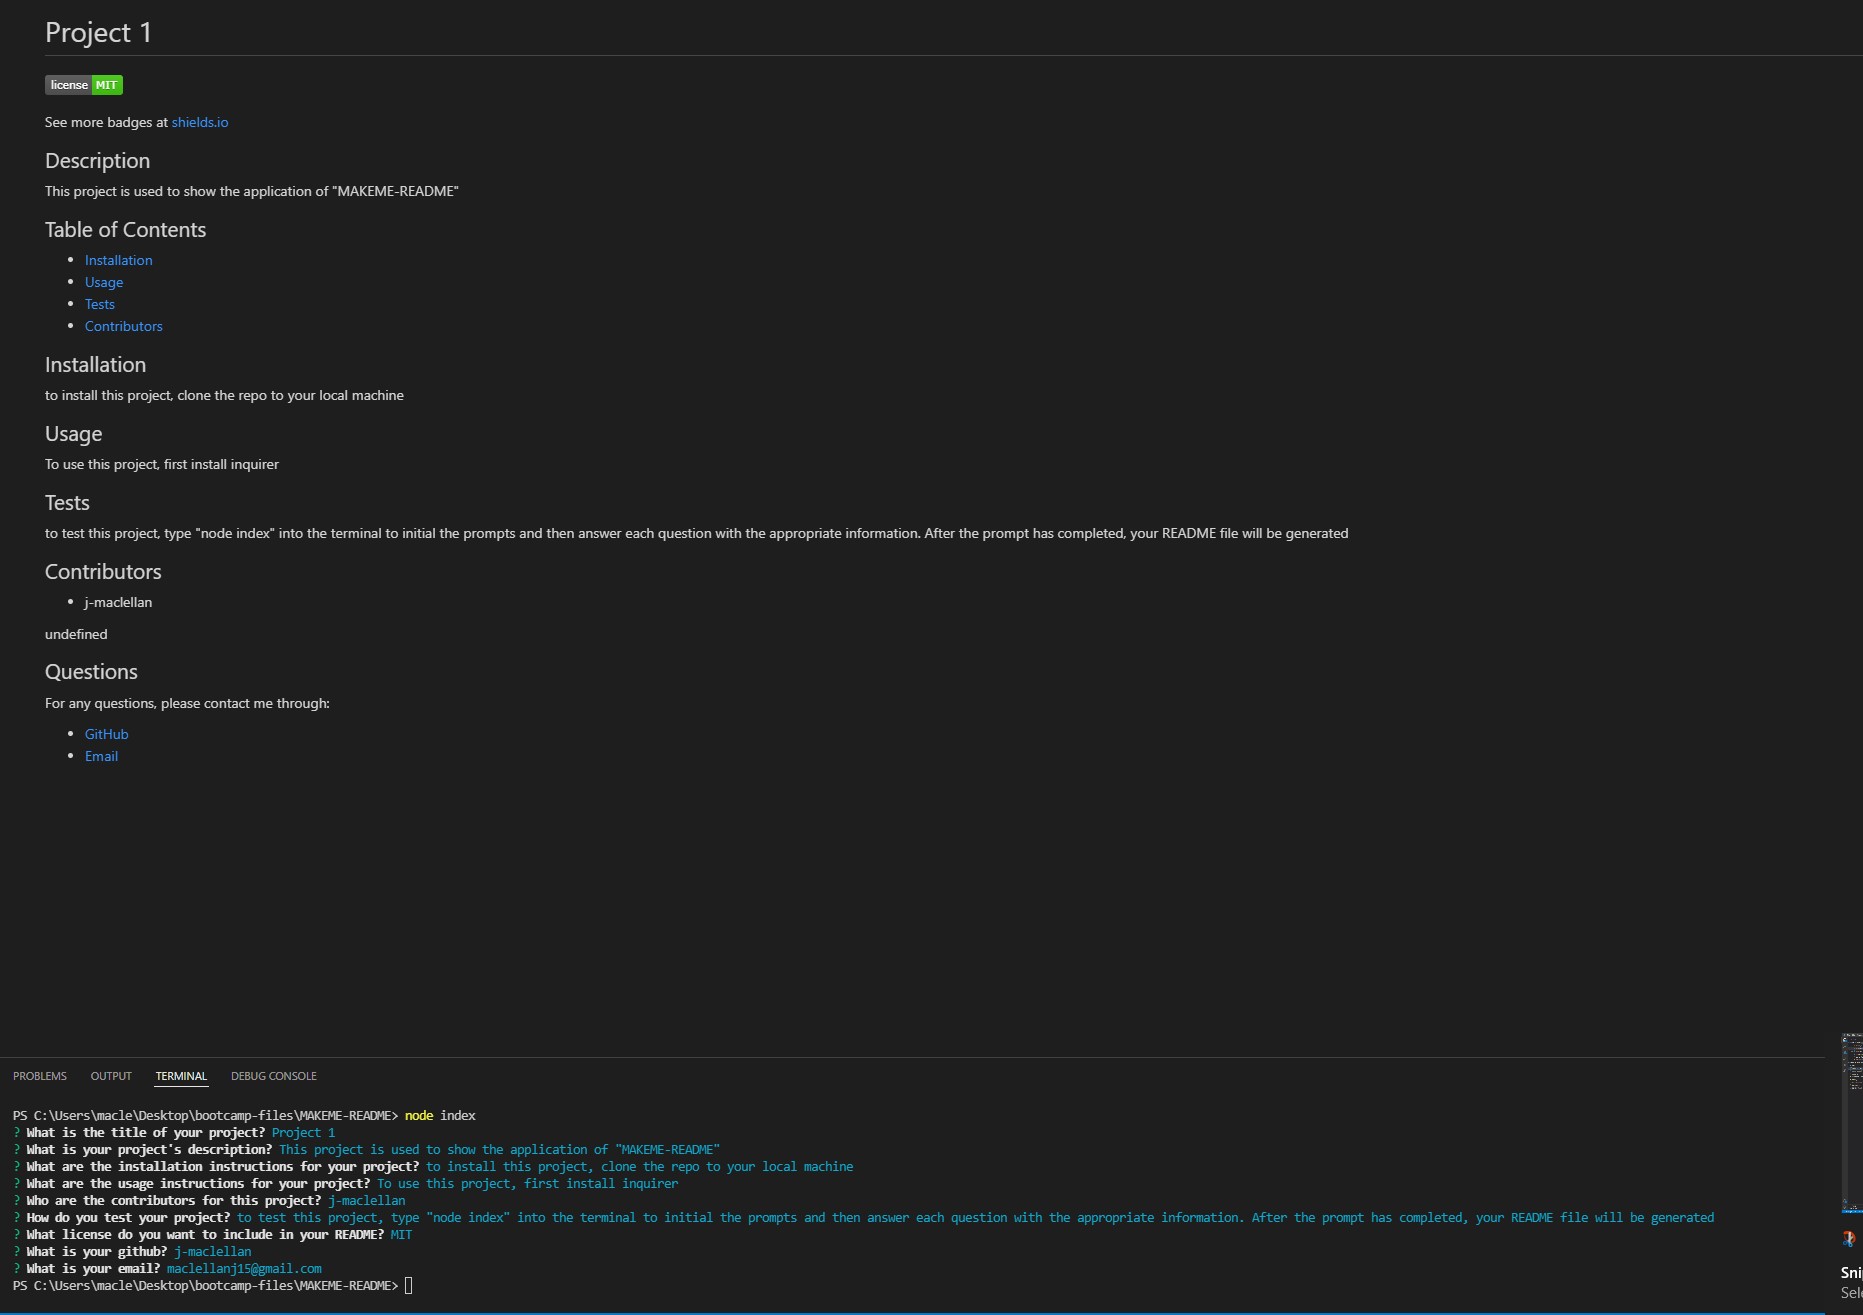 Project 1
license MIT
See more badges at shields.io
Description
This project is used to show the application of "MAKEME-README"
Table of Contents
Installation
Usage
Tests
Contributors
Installation
to install this project, clone the repo to your local machine
Usage
To use this project, first install inquirer
Tests
to test this project, type "node index" into the terminal to initial the prompts and then answer each question with the appropriate information. After the prompt has completed, your README file will be generated
Contributors
j-maclellan
undefined
Questions
For any questions, please contact me through:
GitHub
Email
PROBLEMS OUTPUT TERMINAL DEBUG CONSOLE
PS C:\Users\macle\Desktop\bootcamp-files\MAKEME-README> node index
? What is the title of your project? Project 1
? What is your project's description? This project is used to show the application of "MAKEME-README"
? What are the installation instructions for your project? to install this project, clone the repo to your local machine
? What are the usage instructions for your project? To use this project, first install inquirer
? Who are the contributors for this project? j-maclellan
? How do you test your project? to test this project, type "node index" into the terminal to initial the prompts and then answer each question with the appropriate information. After the prompt has completed, your README file will be generated
? What license do you want to include in your README? MIT
? What is your github? j-maclellan
? What is your email? maclellanj15@gmail.com
PS C:\Users\macle\Desktop\bootcamp-files\MAKEME-README>